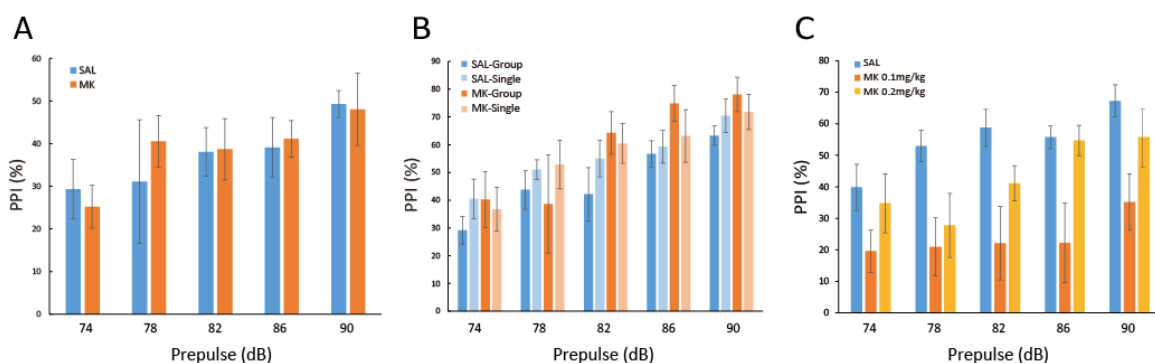 A
60
50
40
30
20
10
0
PPI (%)
SAL
MK
74 78 82 86 90
Prepulse (dB)
B
90
80
70
60
50
40
30
20
10
0
PPI (%)
SAL-Group
SAL-Single
MK-Group
MK-Single
74 78 82 86 90
Prepulse (dB)
C
80
70
60
50
40
30
20
10
0
PPI (%)
SAL
MK 0.1mg/kg
MK 0.2mg/kg
74 78 82 86 90
Prepulse (dB)